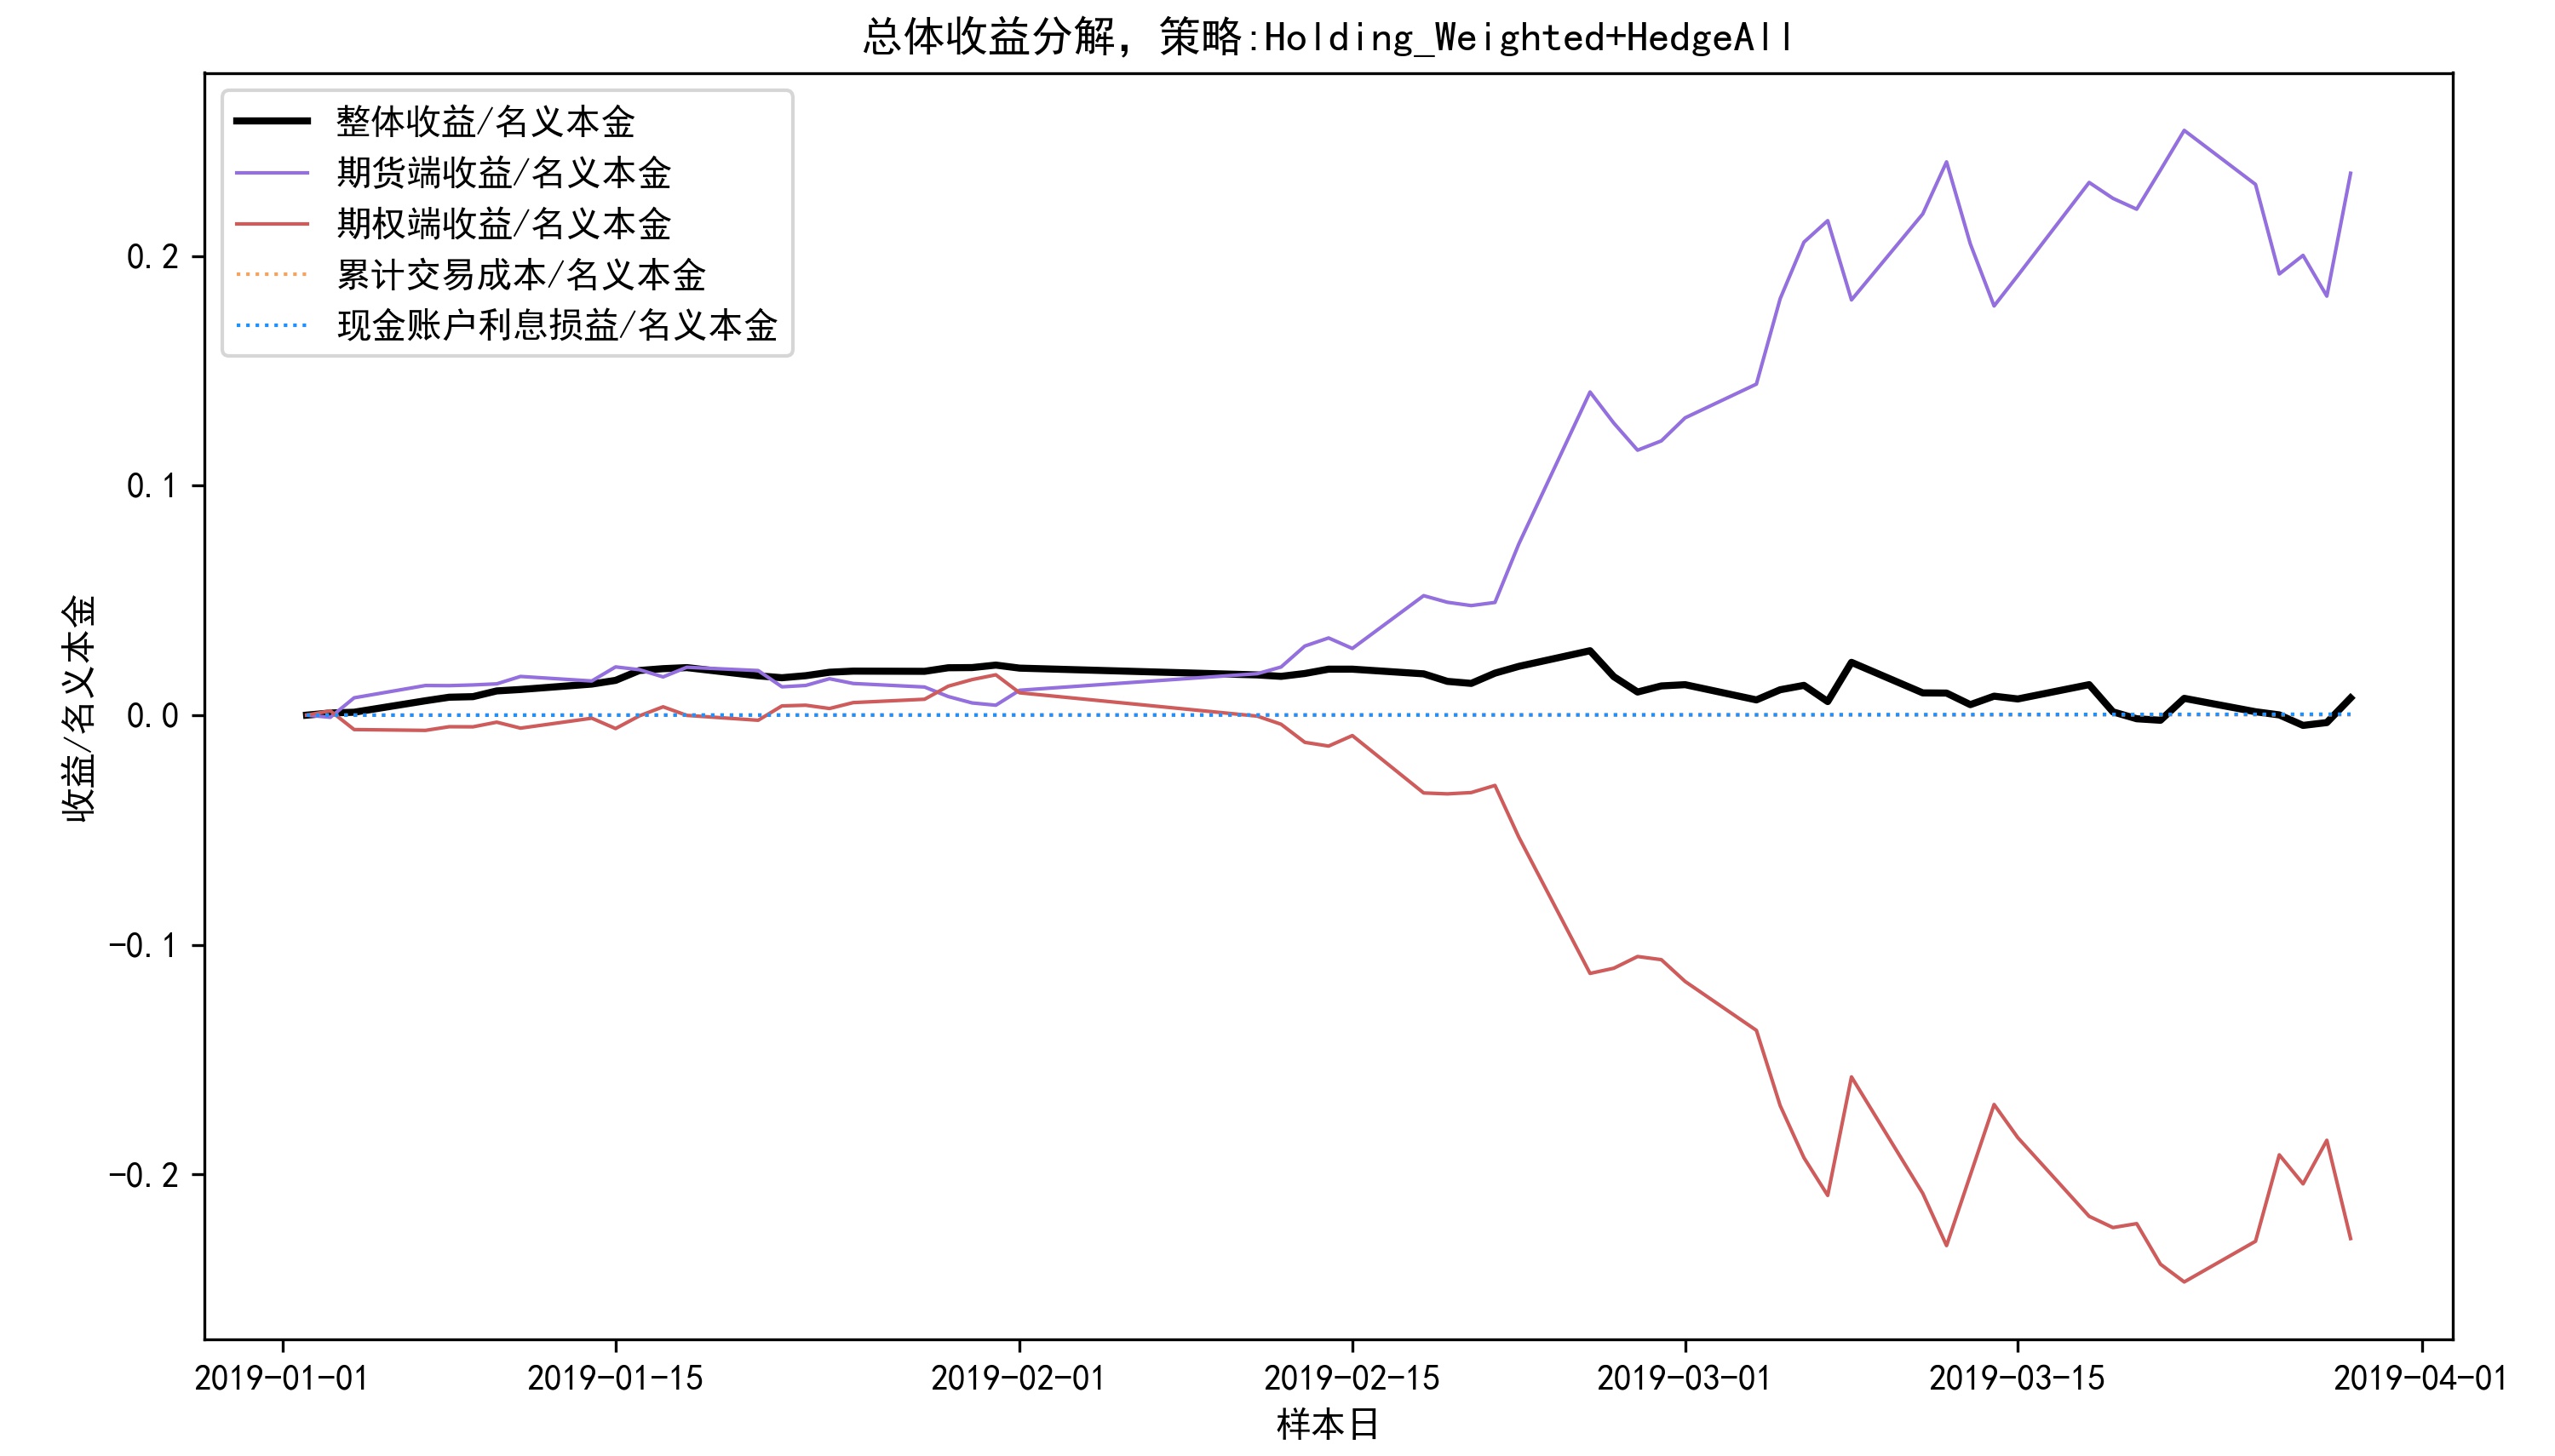 总体收益分解，策略:Holding_Weighted+HedgeAll
整体收益/名义本金
期货端收益/名义本金
期权端收益/名义本金
累计交易成本/名义本金
现金账户利息损益/名义本金
收益/名义本金
0.2
0.1
0.0
-0.1
-0.2
2019-01-01
2019-01-15
2019-02-01
2019-02-15
2019-03-01
2019-03-15
2019-04-01
样本日